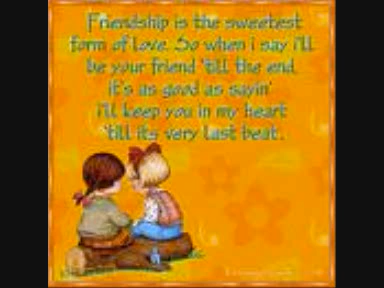 Friendship is the sweetest
form of love. So when i say i'll
be your friend 'till the end,
it's as good as sayin'
i'll keep you in my heart
'till its very last beat.